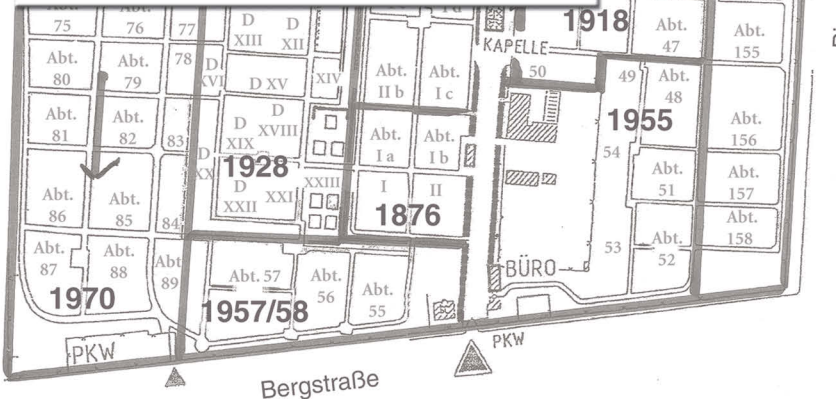 Abt.
75
Abt.
76
77
D
XIII
D
XII
I d
1918
Abt.
47
Abt.
155
KAPELLE
Abt.
80
Abt.
79
78
D
XVI
D XV
XIV
Abt.
II b
Abt.
I c
50
49
Abt.
48
1955
Abt.
81
Abt.
82
83
D
XIX
D
XVIII
Abt.
I a
Abt.
I b
54
Abt.
156
1928
D
XX
Abt.
51
Abt.
157
Abt.
86
Abt.
85
84
D
XXII
XXI
XXIII
I
II
1876
Abt.
158
Abt.
87
Abt.
88
Abt.
89
1970
Abt. 57
1957/58
Abt.
56
Abt.
55
BÜRO
53
Abt.
52
PKW
PKW
Bergstraße